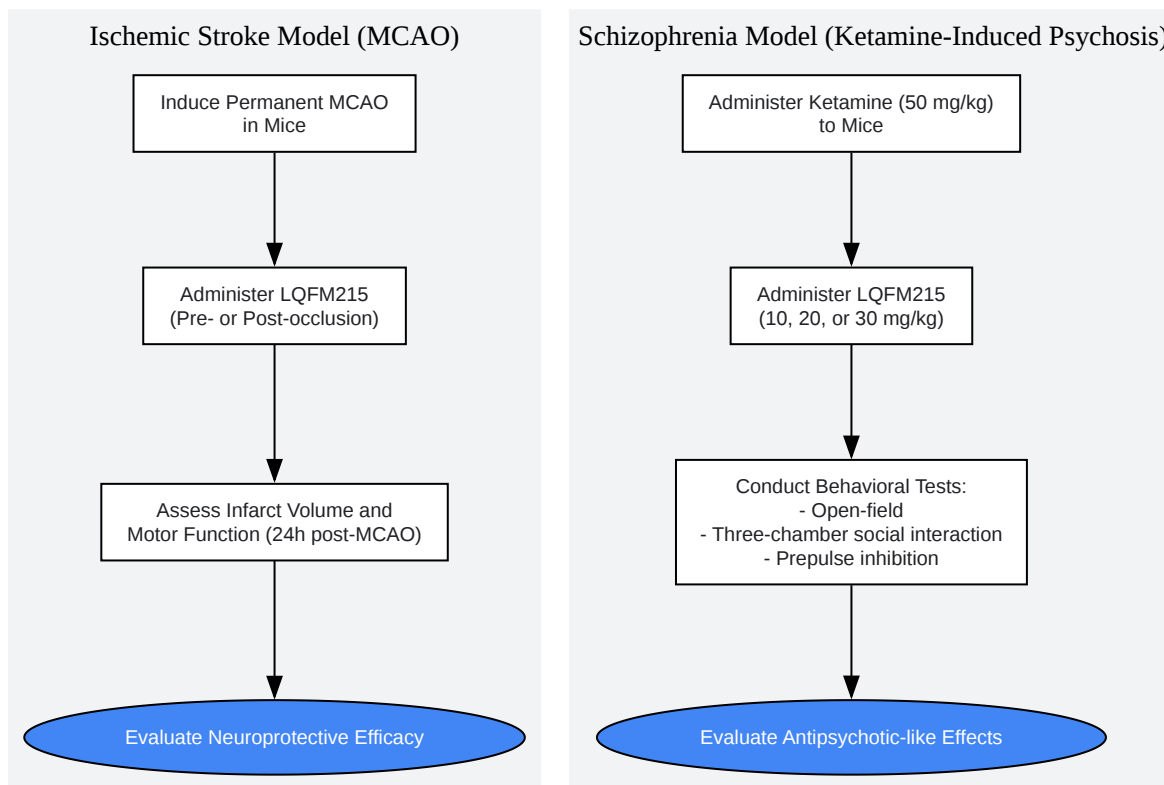 Ischemic Stroke Model (MCAO)
Induce Permanent MCAO
in Mice
Administer LQFM215
(Pre- or Post-occlusion)
Assess Infarct Volume and
Motor Function (24h post-MCAO)
Evaluate Neuroprotective Efficacy
Schizophrenia Model (Ketamine-Induced Psychosis)
Administer Ketamine (50 mg/kg)
to Mice
Administer LQFM215
(10, 20, or 30 mg/kg)
Conduct Behavioral Tests:
- Open-field
- Three-chamber social interaction
- Prepulse inhibition
Evaluate Antipsychotic-like Effects